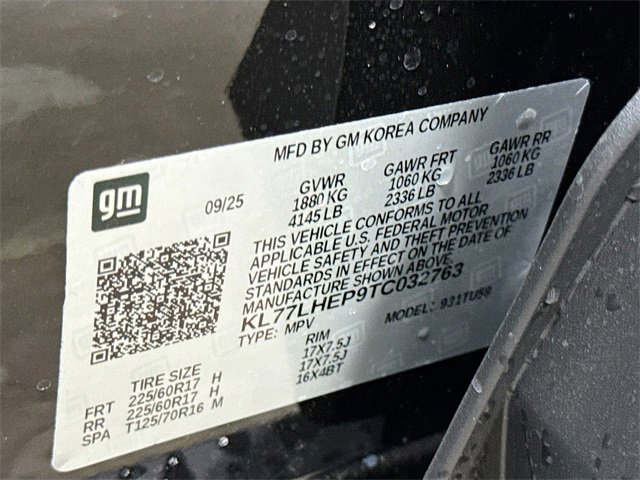 MFD BY GM KOREA COMPANY
gm
09/25
GVWR GAWR FRT GAWR RR
1880 KG 1060 KG 1060 KG
4145 LB 2336 LB 2336 LB
THIS VEHICLE CONFORMS TO ALL
APPLICABLE U.S. FEDERAL MOTOR
VEHICLE SAFETY AND THEFT PREVENTION
STANDARDS IN EFFECT ON THE DATE OF
MANUFACTURE SHOWN ABOVE.
KL77LHEP9TC032763
TYPE: MPV MODEL: 931TU58
TIRE SIZE RIM
FRT 225/60R17 H 17X7.5J
RR 225/60R17 H 17X7.5J
SPA T125/70R16 M 16X4BT